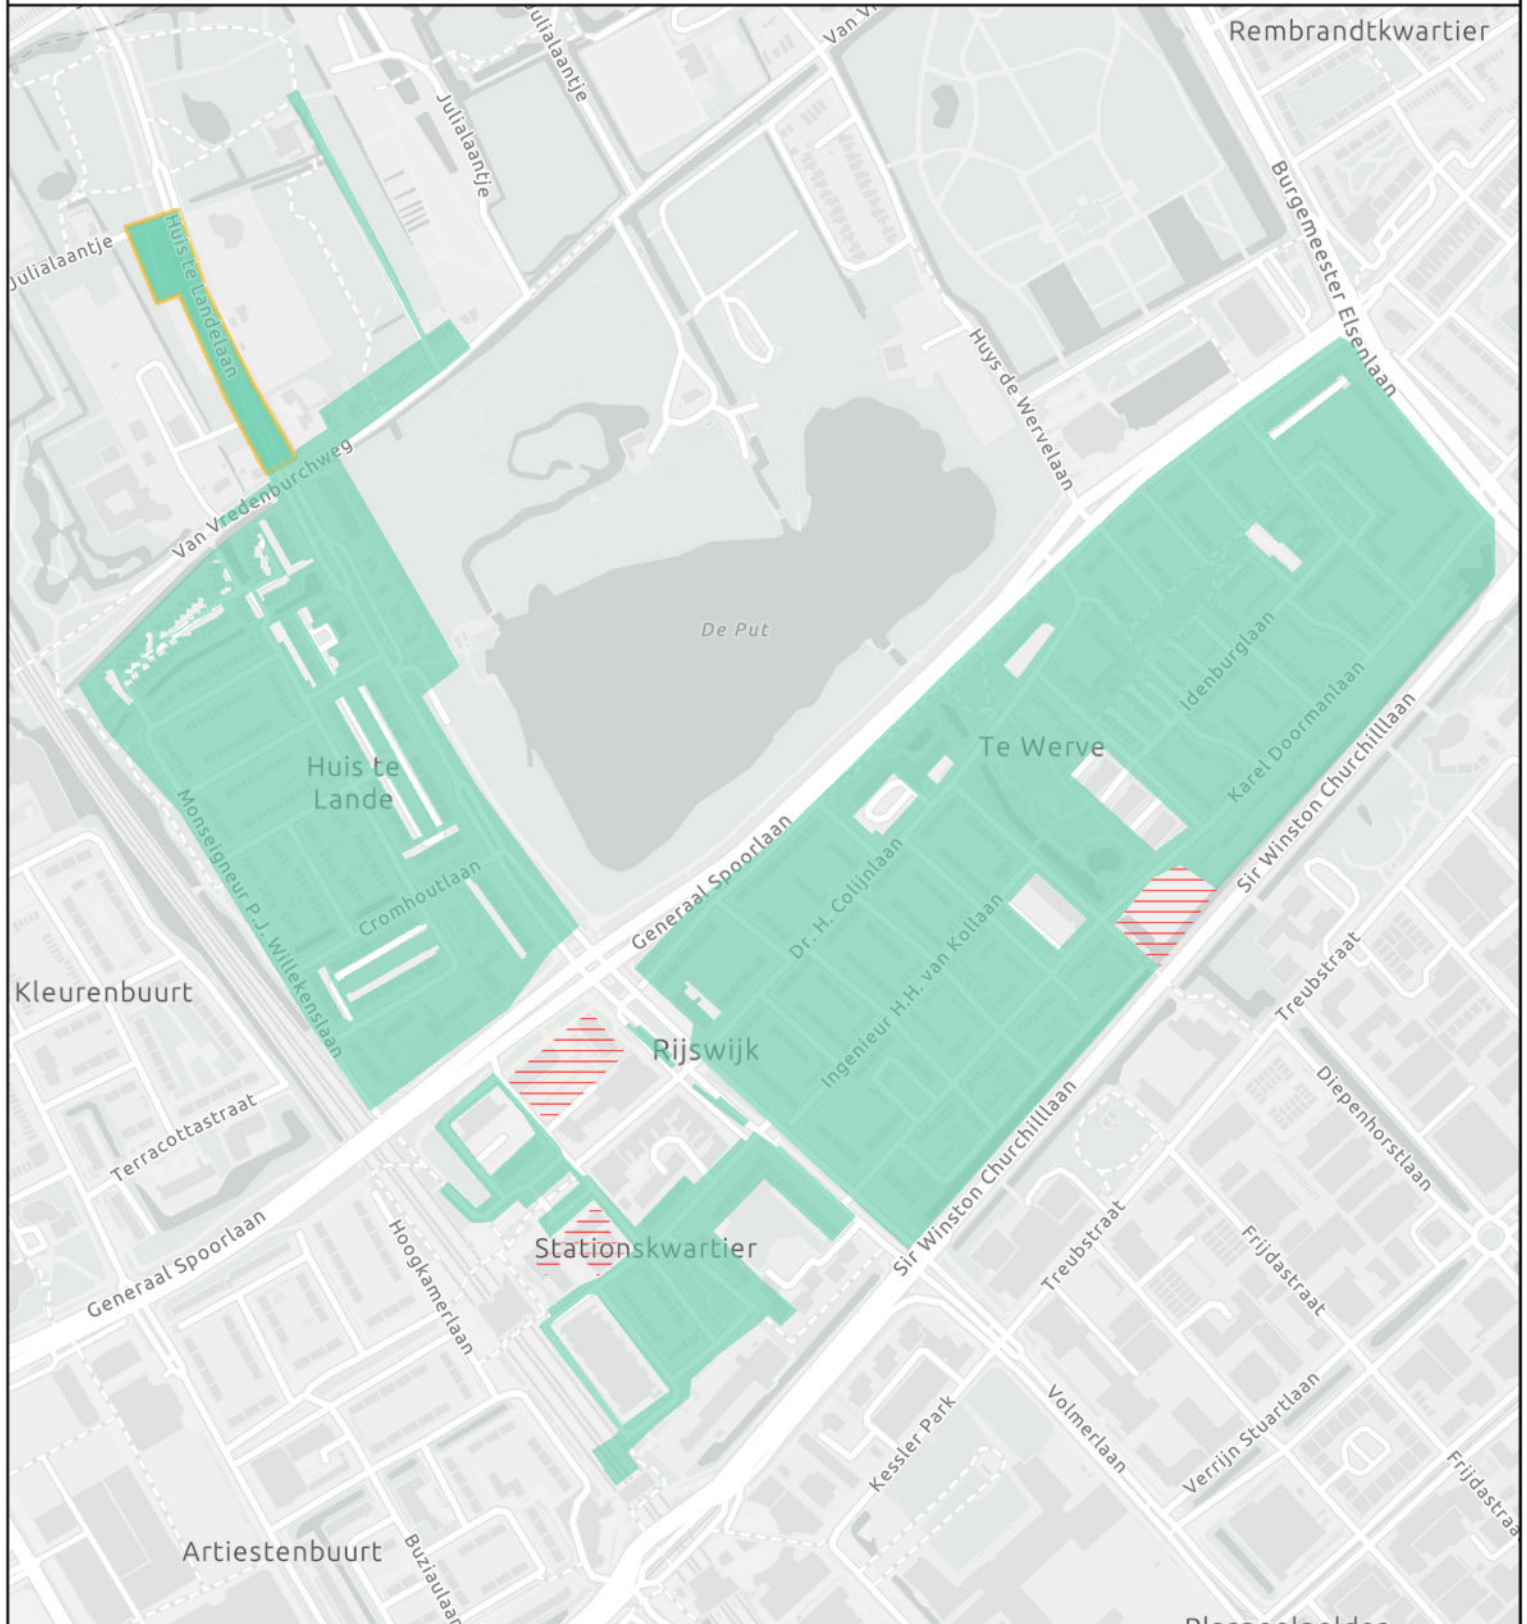 Rembrandtkwartier
Julialaantje
Julialaantje
Julialaantje
Huis te Landelaan
Burgemeester Elsenlaan
Huys de Wervelaan
Van Vredenburchweg
De Put
Idenburglaan
Te Werve
Karel Doormanlaan
Sir Winston Churchilllaan
Huis te
Lande
Monseigneur P.J. Willekenslaan
Generaal Spoorlaan
Dr. H. Colijnlaan
Cromhoutlaan
Ingenieur H.H. van Kollaan
Kleurenbuurt
Treubstraat
Rijswijk
Terracottastraat
Diepenhorstlaan
Sir Winston Churchilllaan
Generaal Spoorlaan
Hoogkamerlaan
Stationskwartier
Treubstraat
Frijdastraat
Volmerlaan
Verrijn Stuartlaan
Kessler Park
Artiestenbuurt